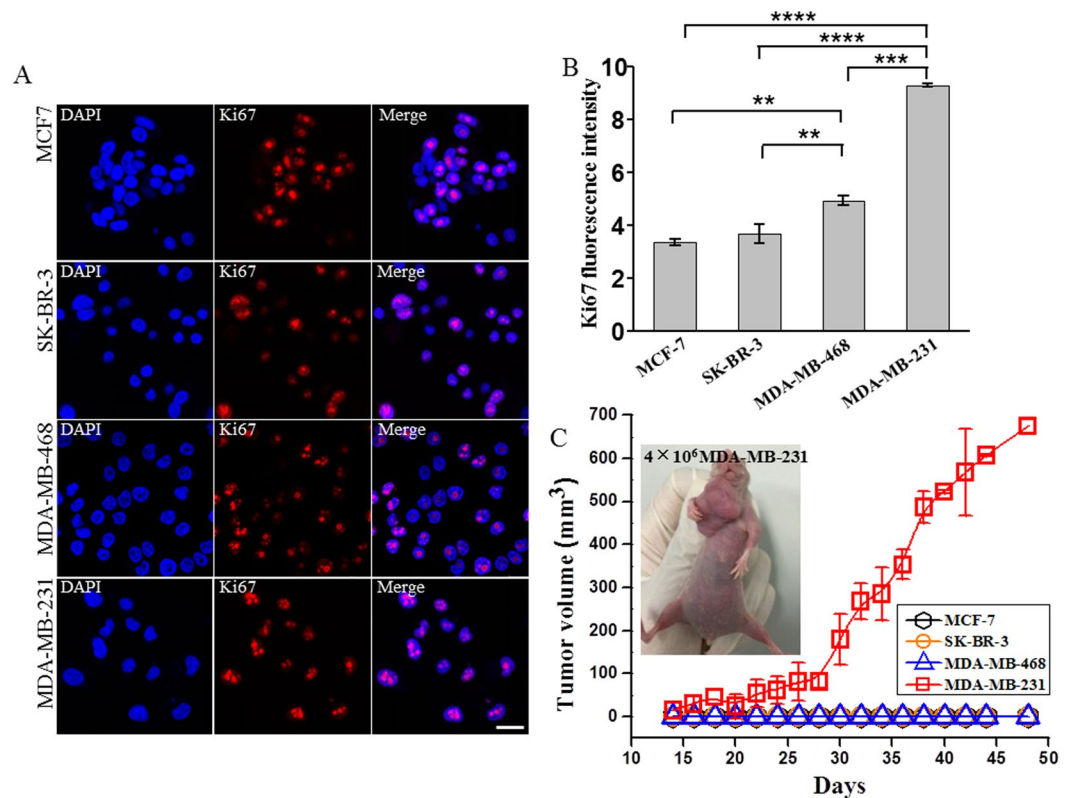 A
MCF7
DAPI
Ki67
Merge
SK-BR-3
DAPI
Ki67
Merge
MDA-MB-468
DAPI
Ki67
Merge
MDA-MB-231
DAPI
Ki67
Merge
B
****
****
***
**
**
Ki67 fluorescence intensity
10
8
6
4
2
0
MCF-7
SK-BR-3
MDA-MB-468
MDA-MB-231
C
4×10⁶MDA-MB-231
Tumor volume (mm³)
700
600
500
400
300
200
100
0
MCF-7
SK-BR-3
MDA-MB-468
MDA-MB-231
10 15 20 25 30 35 40 45 50
Days